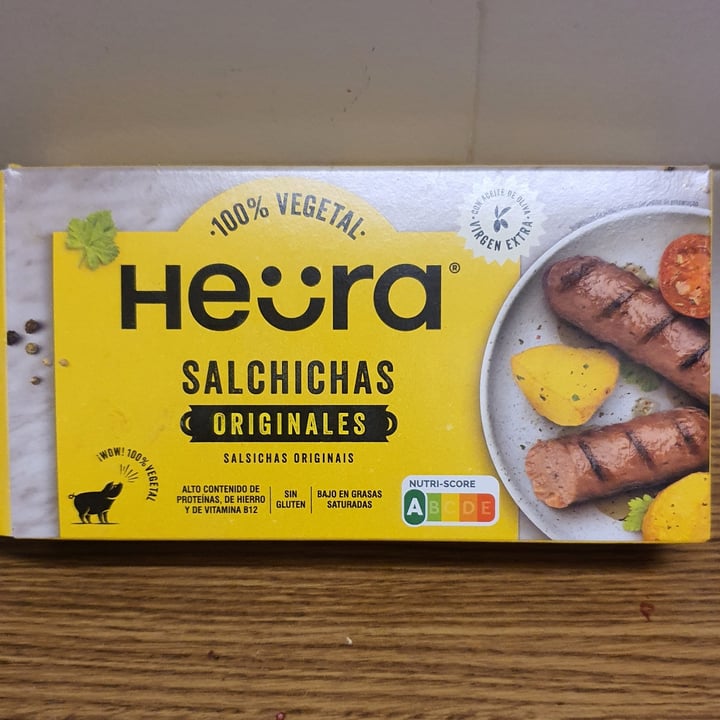 ·100% VEGETAL·
Heüra®
SALCHICHAS
ORIGINALES
SALSICHAS ORIGINAIS
¡WOW! 100% VEGETAL
ALTO CONTENIDO DE
PROTEÍNAS, DE HIERRO
Y DE VITAMINA B12
SIN
GLUTEN
BAJO EN GRASAS
SATURADAS
NUTRI-SCORE
A B C D E
·CON ACEITE DE OLIVA·
VIRGEN EXTRA